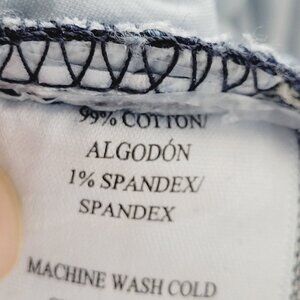 99% COTTON/
ALGODÓN
1% SPANDEX/
SPANDEX
MACHINE WASH COLD